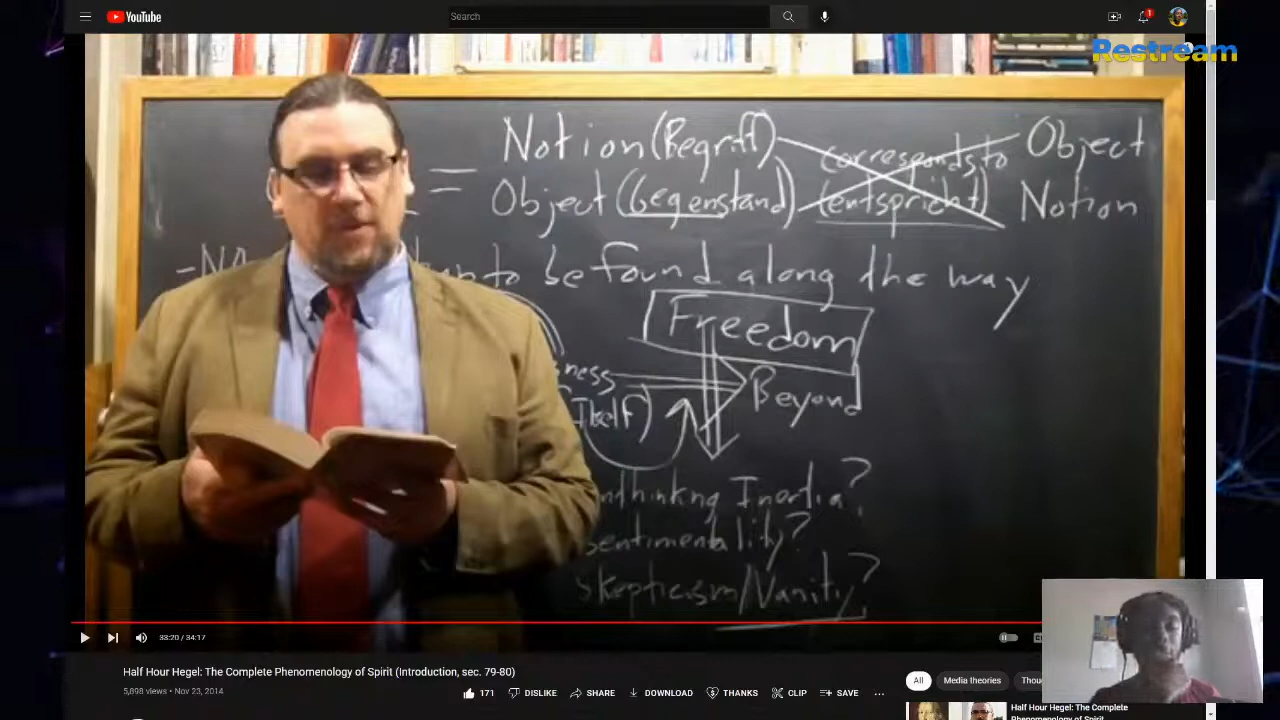 YouTube
Search
1
Restream
Notion (Begriff) corresponds to Object
= Object (Gegenstand) (entspricht) Notion
to be found along the way
Freedom
Beyond
Itself)
Inertia?
sentimentality?
Skepticism/Vanity?
33:20 / 34:17
Half Hour Hegel: The Complete Phenomenology of Spirit (Introduction, sec. 79-80)
5,898 views • Nov 23, 2014
171 DISLIKE SHARE DOWNLOAD THANKS CLIP SAVE ...
All Media theories
Half Hour Hegel: The Complete
Phenomenology of Spirit